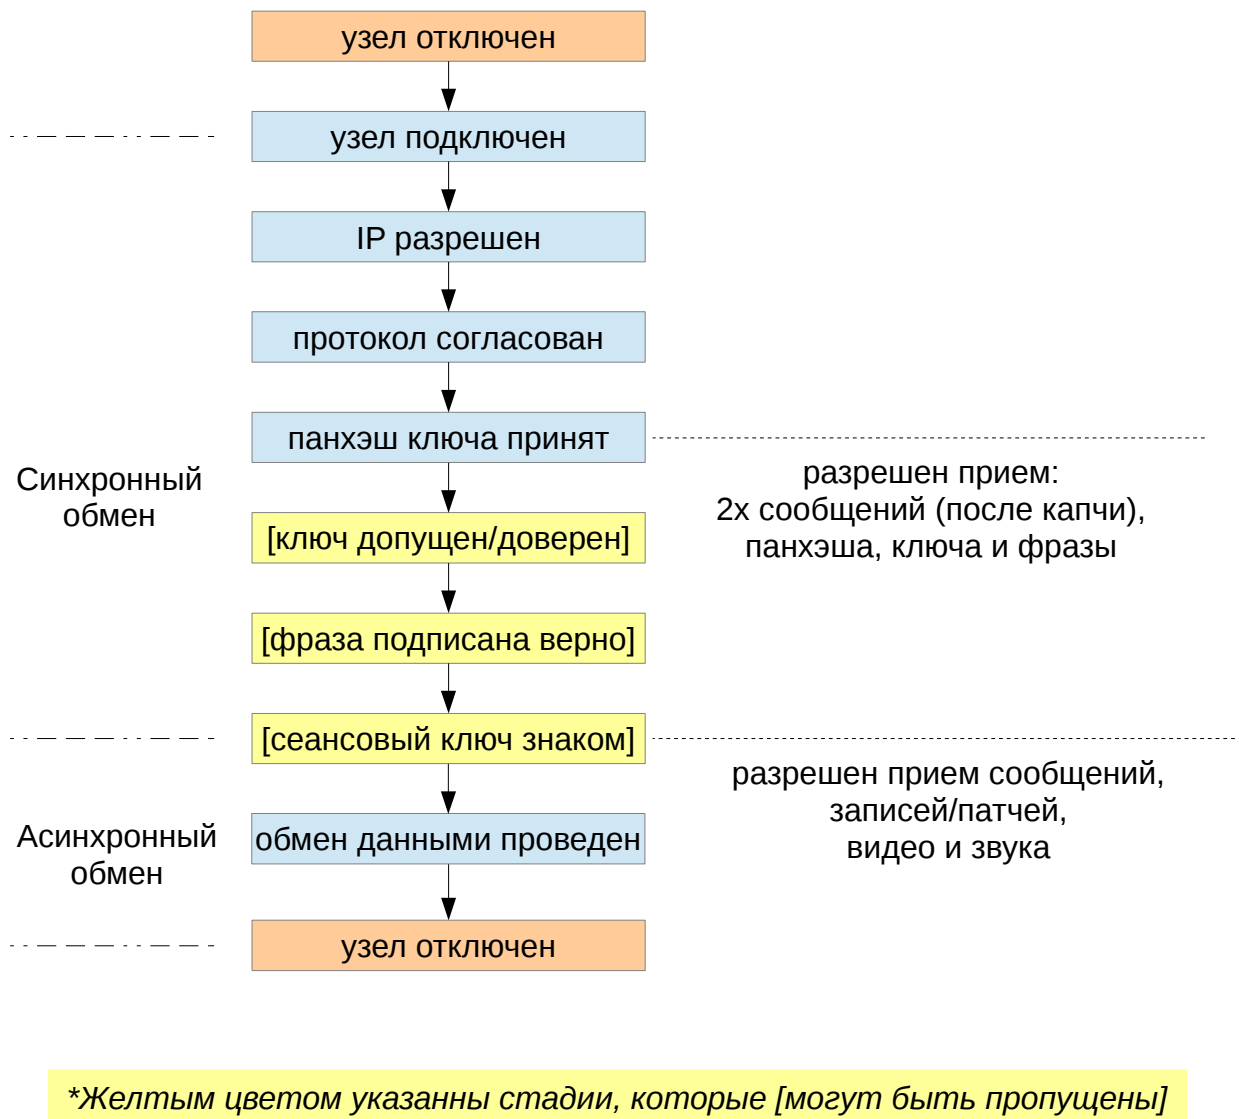 узел отключен
узел подключен
IP разрешен
протокол согласован
панхэш ключа принят
Синхронный
обмен
разрешен прием:
2х сообщений (после капчи),
панхэша, ключа и фразы
[ключ допущен/доверен]
[фраза подписана верно]
[сеансовый ключ знаком]
разрешен прием сообщений,
записей/патчей,
видео и звука
Асинхронный
обмен
обмен данными проведен
узел отключен
*Желтым цветом указанны стадии, которые [могут быть пропущены]